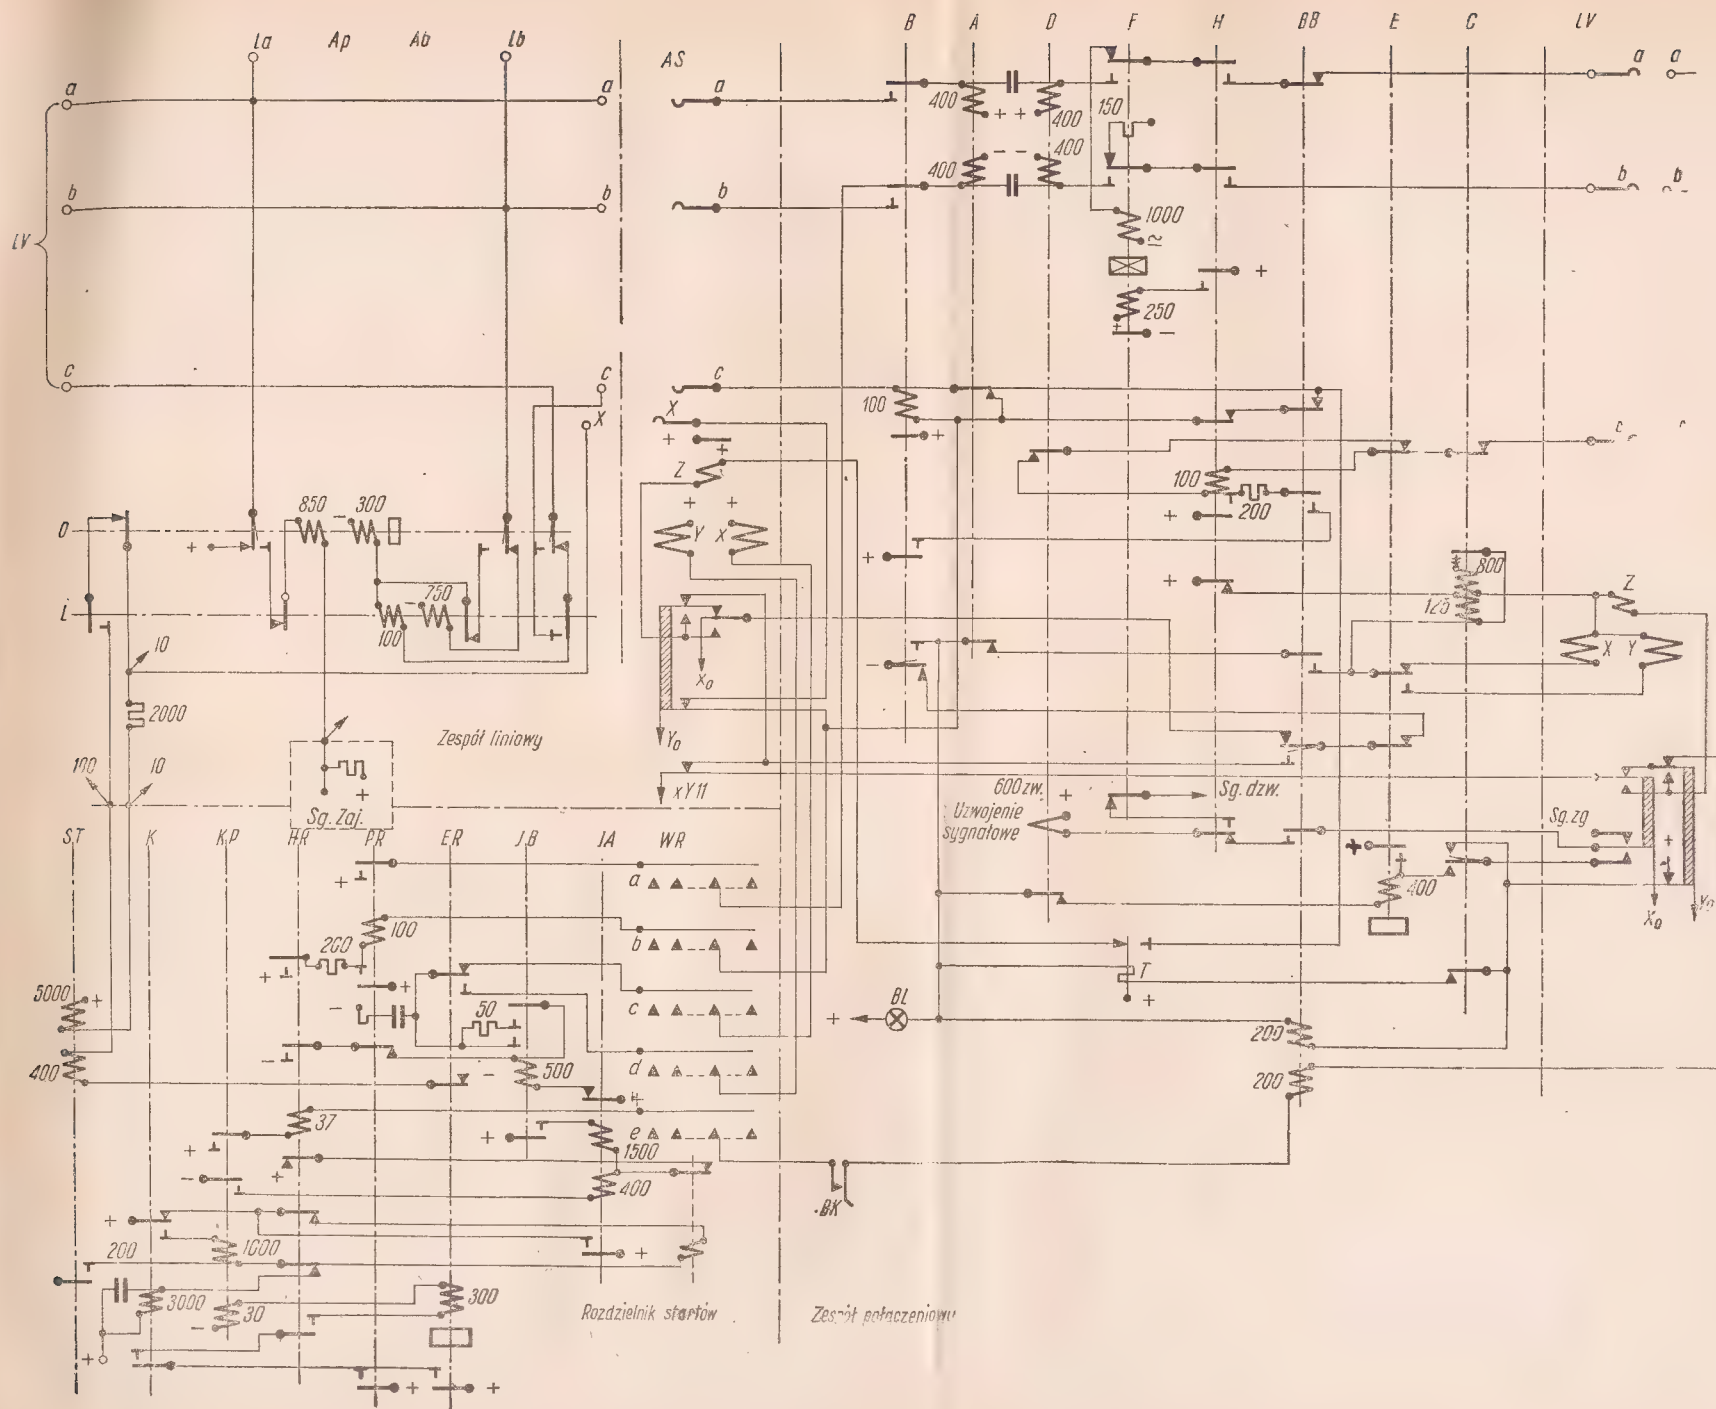 La Ap Ab Lb AS B A D F H BB E C LV
a a a a a
400 + + 400 150
400 - - 400
b b b b b
1000
≂
LV
+
250
+ -
c c c
X X 100 +
+ +
Z
100
200
+
850 - 300
0 +
+ + +
Y X
+
+ 800
125
Z
X Y
750
100
L
10
-
X₀
2000
Zespół liniowy
Y₀
100 10
+
Sg. Zaj.
xY11
600 zw. + Sg. dzw.
Uzwojenie
sygnałowe
Sg.zg
+
+
400
X₀ Y₀
ST K KP HR PR ER JB JA WR
+ a
100
200 b
+
5000 +
+
- 50 c
T
+
BL
+
200
400
- - 500 d
200
+
37
+ + e
1500
+
- 400
BK
+
200 1000 +
3000 30 300
-
Rozdzielnik startów Zespół połączeniowy
+
+ +